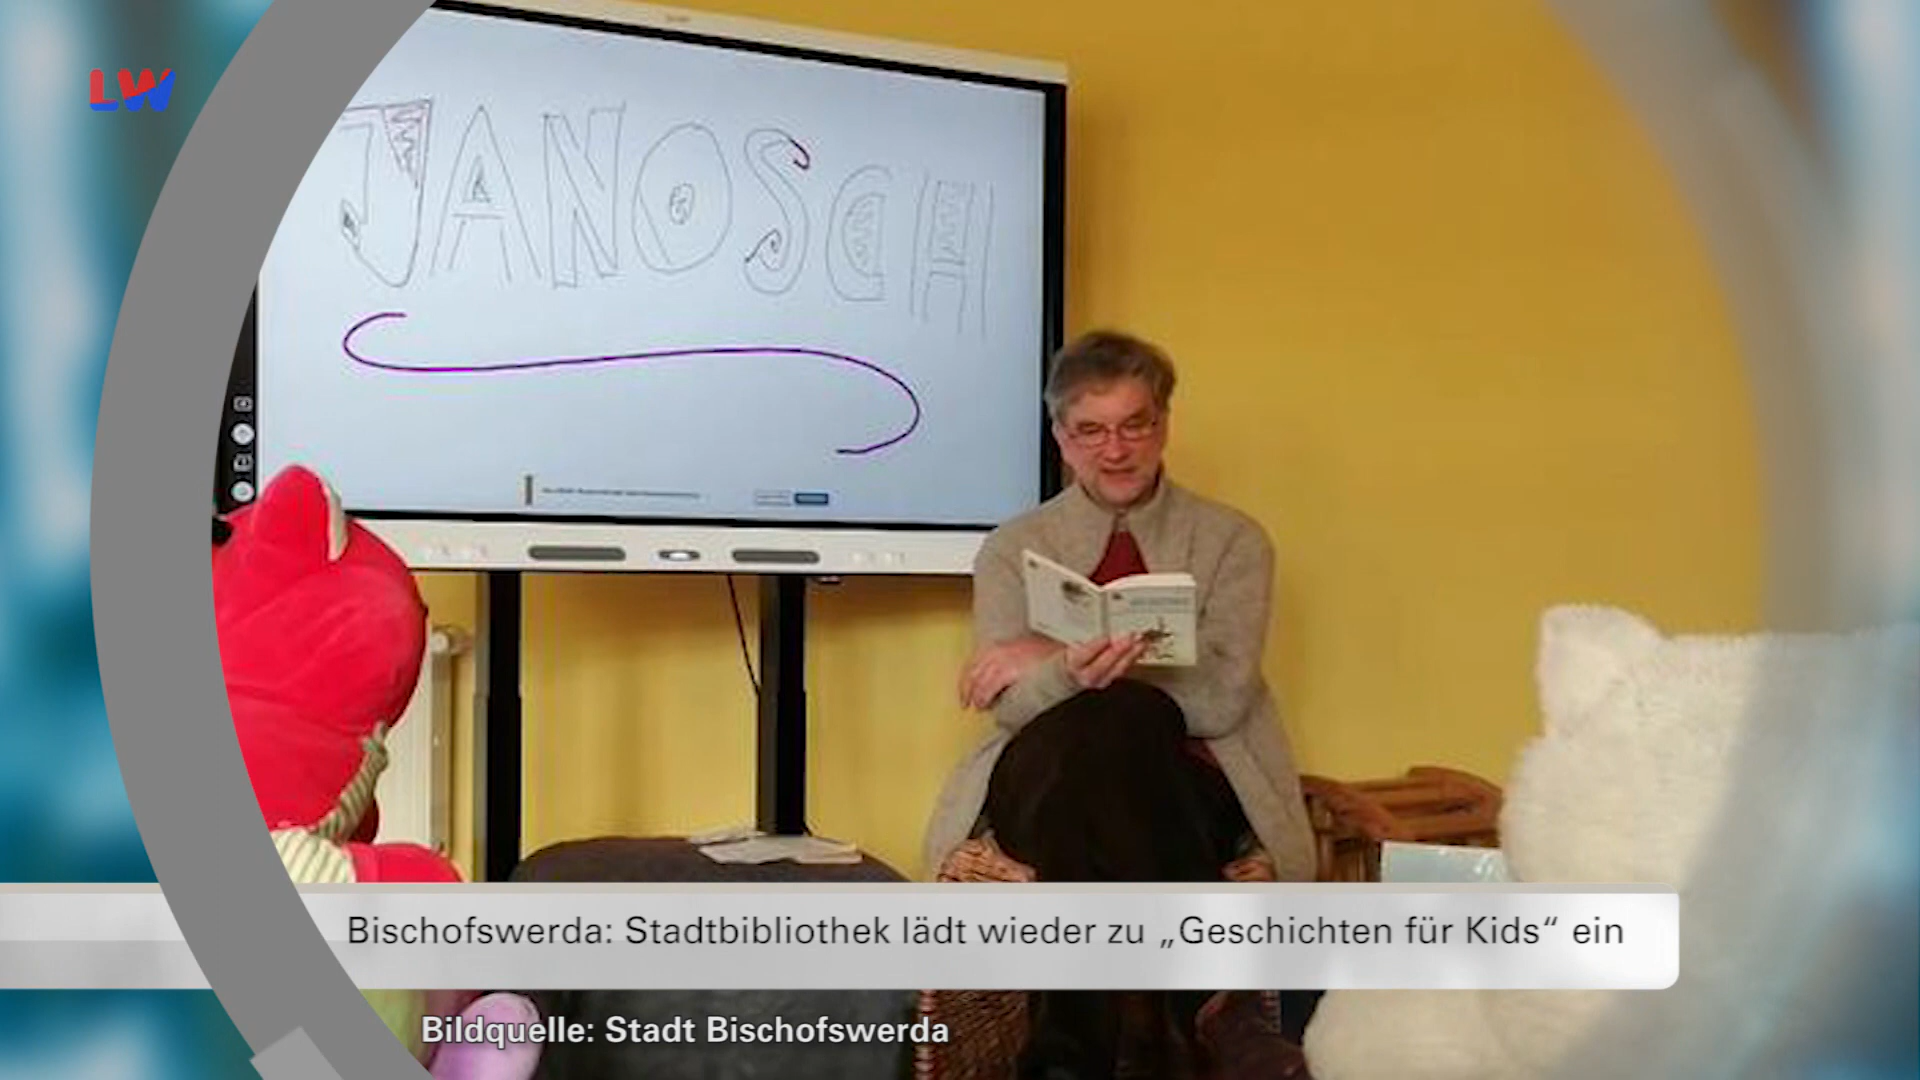 LW
JANOSCH
Bischofswerda: Stadtbibliothek lädt wieder zu „Geschichten für Kids“ ein
Bildquelle: Stadt Bischofswerda